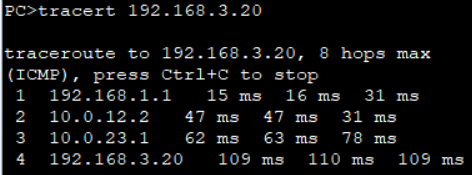 PC>tracert 192.168.3.20
traceroute to 192.168.3.20, 8 hops max
(ICMP), press Ctrl+C to stop
1 192.168.1.1 15 ms 16 ms 31 ms
2 10.0.12.2 47 ms 47 ms 31 ms
3 10.0.23.1 62 ms 63 ms 78 ms
4 192.168.3.20 109 ms 110 ms 109 ms